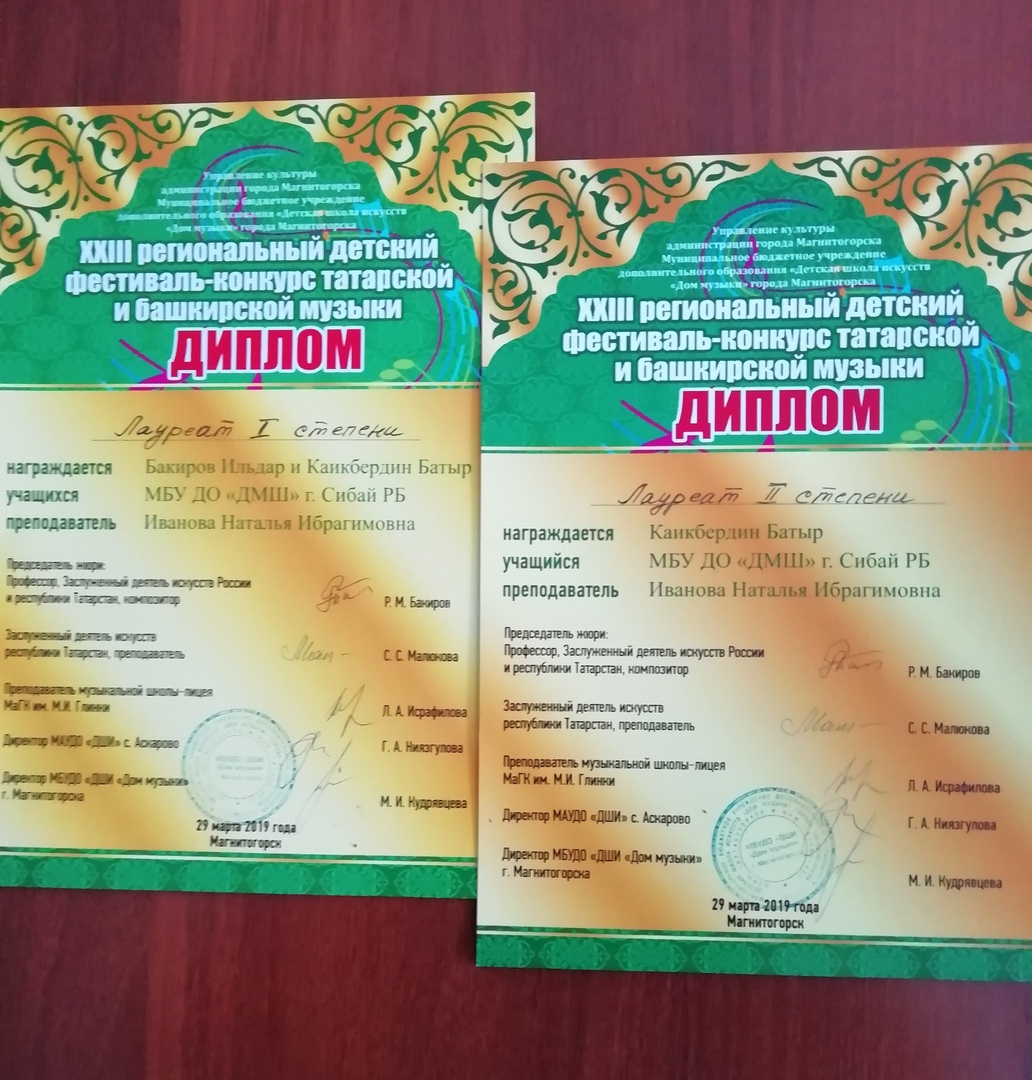 Управление культуры
администрации города Магнитогорска
Муниципальное бюджетное учреждение
дополнительного образования «Детская школа искусств
«Дом музыки» города Магнитогорска
XXIII региональный детский
фестиваль-конкурс татарской
и башкирской музыки
ДИПЛОМ
Лауреат I степени
награждается Бакиров Ильдар и Каикбердин Батыр
учащихся МБУ ДО «ДМШ» г. Сибай РБ
преподаватель Иванова Наталья Ибрагимовна
Председатель жюри:
Профессор, Заслуженный деятель искусств России
и республики Татарстан, композитор Р. М. Бакиров
Заслуженный деятель искусств
республики Татарстан, преподаватель С. С. Малюкова
Преподаватель музыкальной школы-лицея
МаГК им. М.И. Глинки Л. А. Исрафилова
Директор МАУДО «ДШИ» с. Аскарово Г. А. Ниязгулова
Директор МБУДО «ДШИ «Дом музыки»
г. Магнитогорска М. И. Кудрявцева
29 марта 2019 года
Магнитогорск
Управление культуры
администрации города Магнитогорска
Муниципальное бюджетное учреждение
дополнительного образования «Детская школа искусств
«Дом музыки» города Магнитогорска
XXIII региональный детский
фестиваль-конкурс татарской
и башкирской музыки
ДИПЛОМ
Лауреат II степени
награждается Каикбердин Батыр
учащийся МБУ ДО «ДМШ» г. Сибай РБ
преподаватель Иванова Наталья Ибрагимовна
Председатель жюри:
Профессор, Заслуженный деятель искусств России
и республики Татарстан, композитор Р. М. Бакиров
Заслуженный деятель искусств
республики Татарстан, преподаватель С. С. Малюкова
Преподаватель музыкальной школы-лицея
МаГК им. М.И. Глинки Л. А. Исрафилова
Директор МАУДО «ДШИ» с. Аскарово Г. А. Ниязгулова
Директор МБУДО «ДШИ «Дом музыки»
г. Магнитогорска М. И. Кудрявцева
МБУДО «ДШИ
«Дом музыки»
29 марта 2019 года
Магнитогорск